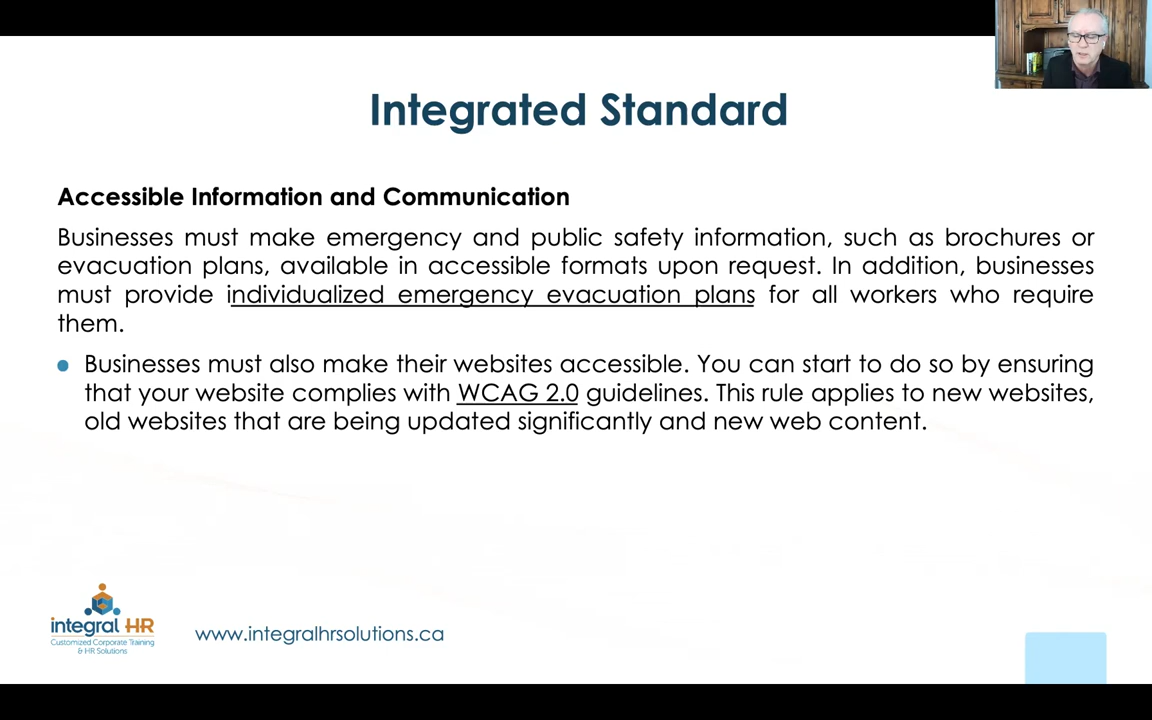 Integrated Standard
Accessible Information and Communication
Businesses must make emergency and public safety information, such as brochures or
evacuation plans, available in accessible formats upon request. In addition, businesses
must provide individualized emergency evacuation plans for all workers who require
them.
Businesses must also make their websites accessible. You can start to do so by ensuring
that your website complies with WCAG 2.0 guidelines. This rule applies to new websites,
old websites that are being updated significantly and new web content.
integral HR
Customized Corporate Training
& HR Solutions
www.integralhrsolutions.ca